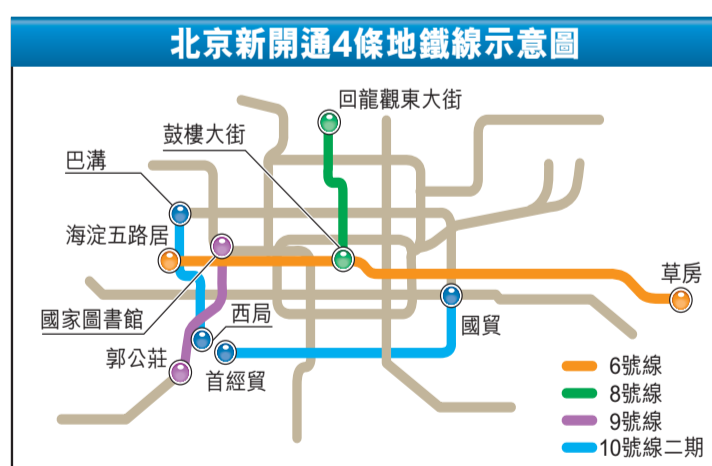 北京新開通4條地鐵線示意圖
回龍觀東大街
鼓樓大街
巴溝
海淀五路居
草房
國家圖書館
西局
國貿
郭公莊
首經貿
6號線
8號線
9號線
10號線二期